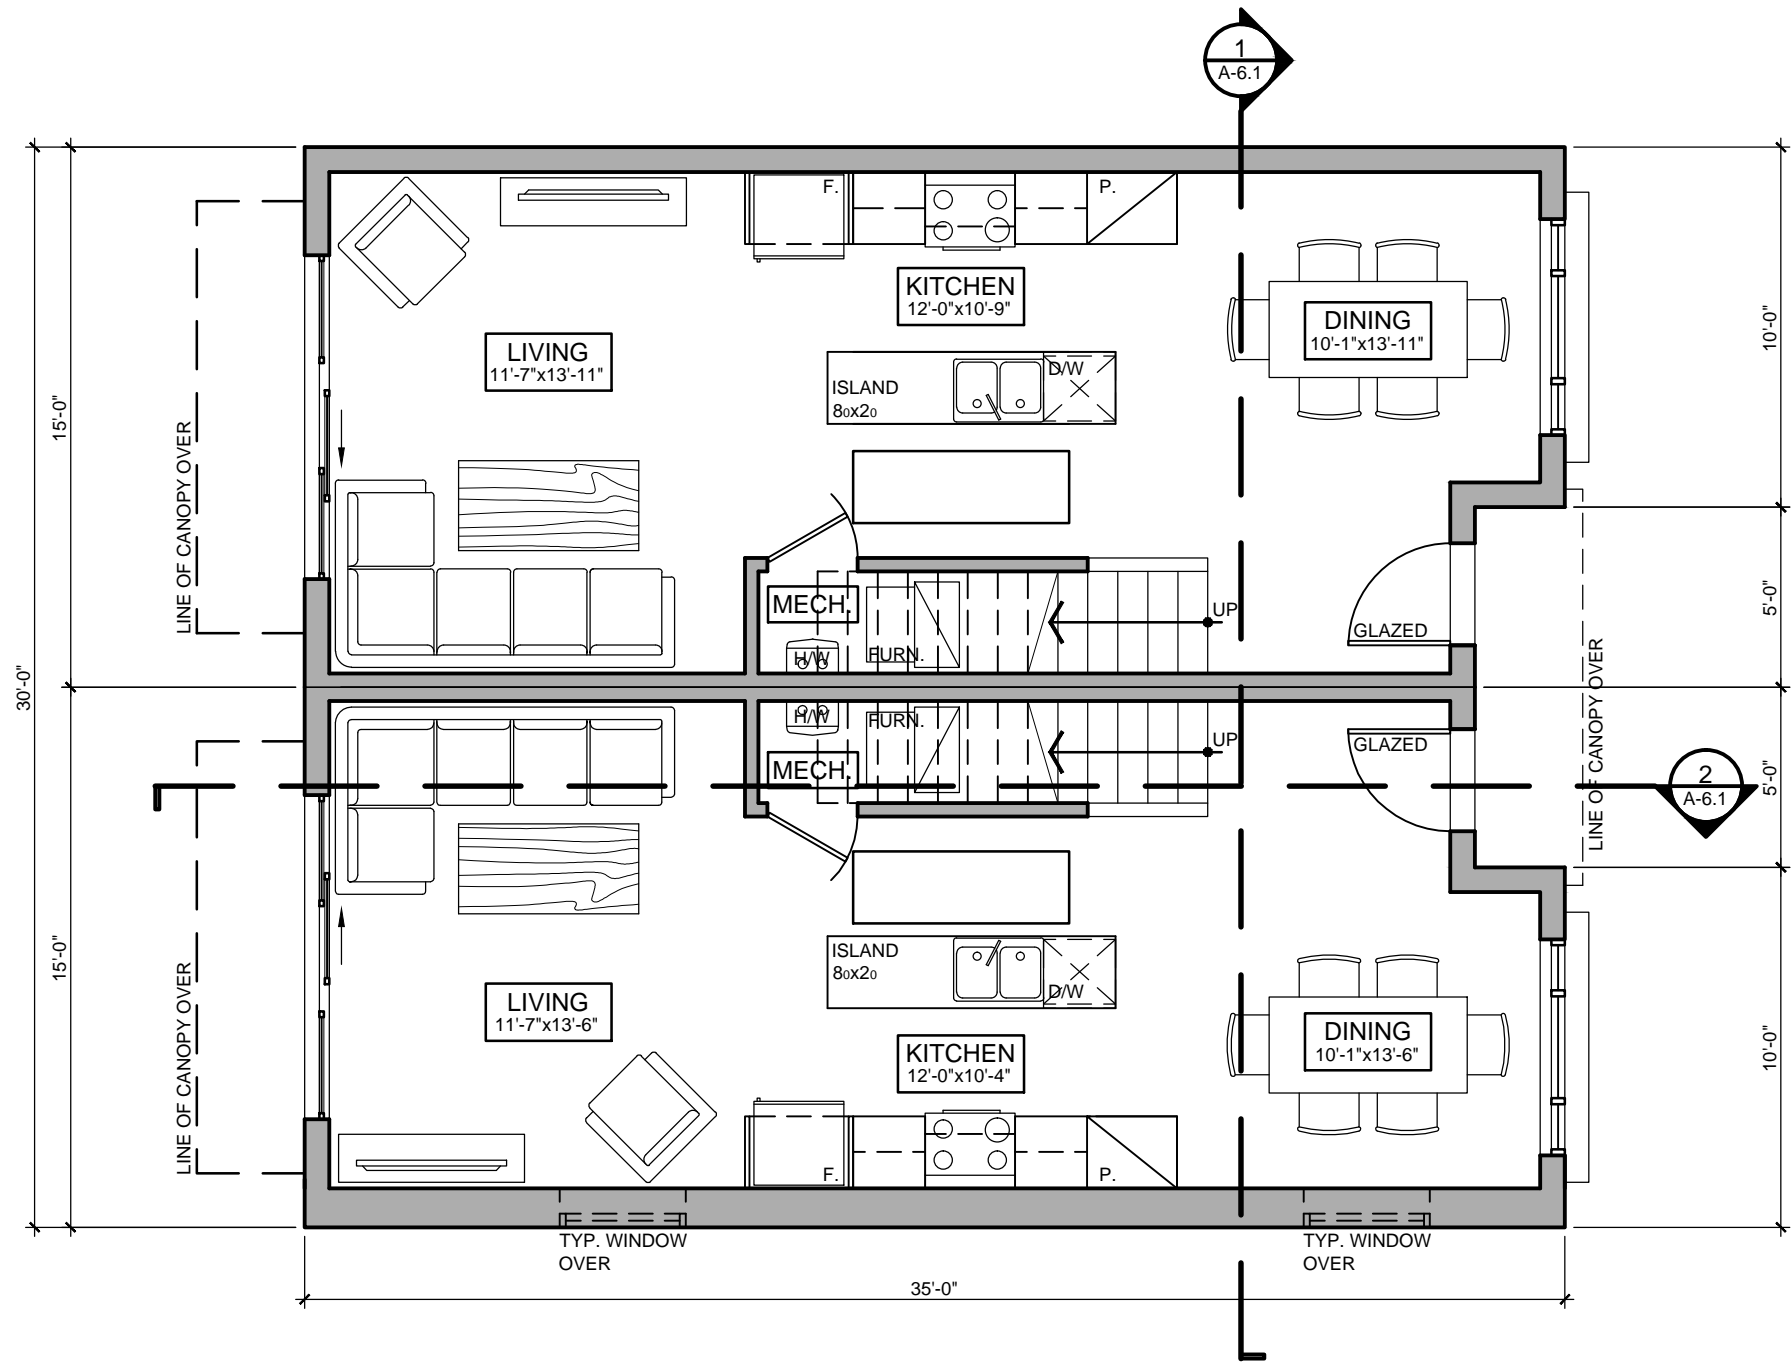 1
A-6.1
F.
P.
KITCHEN
12'-0"x10'-9"
DINING
10'-1"x13'-11"
LIVING
11'-7"x13'-11"
D/W
ISLAND
80x20
10'-0"
15'-0"
LINE OF CANOPY OVER
MECH.
UP
5'-0"
GLAZED
H/W
FURN.
30'-0"
LINE OF CANOPY OVER
H/W
FURN.
UP
GLAZED
MECH.
2
A-6.1
5'-0"
ISLAND
80x20
D/W
15'-0"
LINE OF CANOPY OVER
LIVING
11'-7"x13'-6"
KITCHEN
12'-0"x10'-4"
DINING
10'-1"x13'-6"
10'-0"
F.
P.
TYP. WINDOW
OVER
TYP. WINDOW
OVER
35'-0"